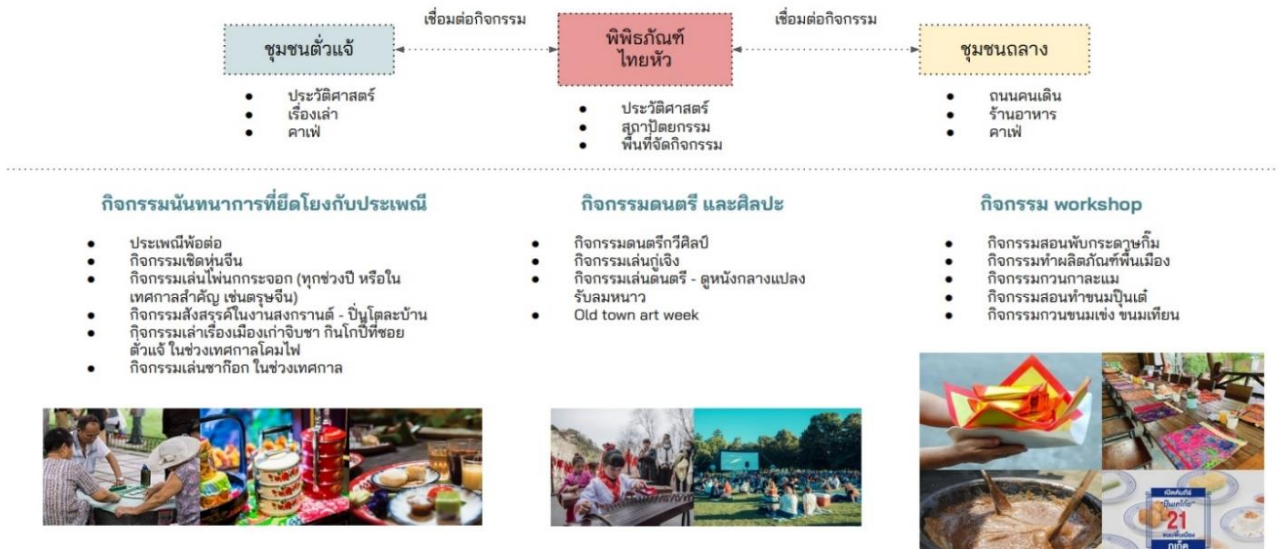 เชื่อมต่อกิจกรรม
เชื่อมต่อกิจกรรม
ชุมชนตั่วแจ้
พิพิธภัณฑ์
ไทยหัว
ชุมชนถลาง
• ประวัติศาสตร์
• เรื่องเล่า
• คาเฟ่
• ประวัติศาสตร์
• สถาปัตยกรรม
• พื้นที่จัดกิจกรรม
• ถนนคนเดิน
• ร้านอาหาร
• คาเฟ่
กิจกรรมนันทนาการที่ยึดโยงกับประเพณี
• ประเพณีพ้อต่อ
• กิจกรรมเชิดหุ่นจีน
• กิจกรรมเล่นไพ่นกกระจอก (ทุกช่วงปี หรือใน
เทศกาลสำคัญ เช่นตรุษจีน)
• กิจกรรมสังสรรค์ในงานสงกรานต์ - ปิ่นโตละบ้าน
• กิจกรรมเล่าเรื่องเมืองเก่าจิบชา กินโกปี๊ที่ซอย
ตั่วแจ้ ในช่วงเทศกาลโคมไฟ
• กิจกรรมเล่นซาก๊อก ในช่วงเทศกาล
กิจกรรมดนตรี และศิลปะ
• กิจกรรมดนตรีกวีศิลป์
• กิจกรรมเล่นกู่เจิง
• กิจกรรมเล่นดนตรี - ดูหนังกลางแปลง
รับลมหนาว
• Old town art week
กิจกรรม workshop
• กิจกรรมสอนพับกระดาษกิ๊ม
• กิจกรรมทำผลิตภัณฑ์พื้นเมือง
• กิจกรรมกวนกาละแม
• กิจกรรมสอนทำขนมปุ๊นเต๋
• กิจกรรมกวนขนมเข่ง ขนมเทียน
21
ขนมพื้นเมือง
ภูเก็ต